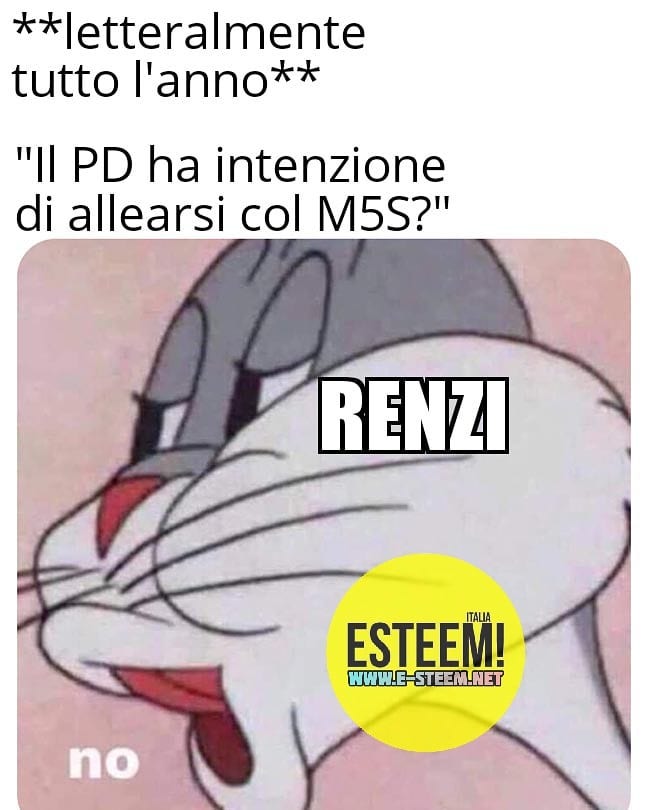 **letteralmente
tutto l'anno**
"Il PD ha intenzione
di allearsi col M5S?"
RENZI
ITALIA
ESTEEM!
WWW.E-STEEM.NET
no